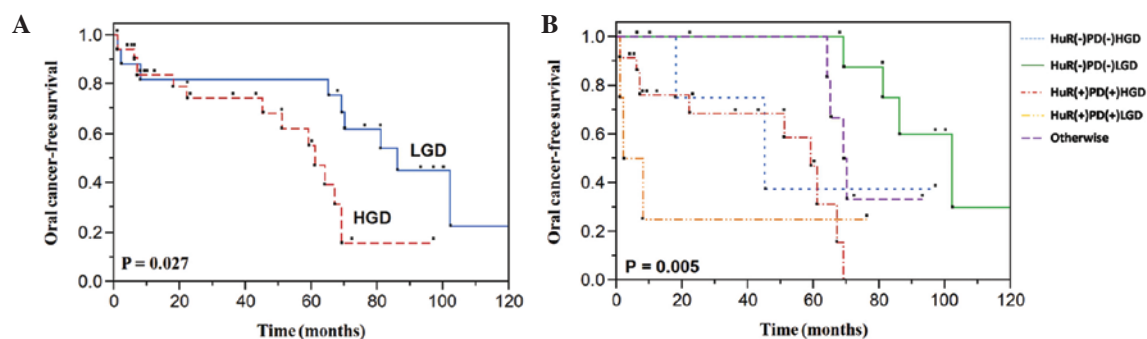 A
Oral cancer-free survival
1.0
0.8
0.6
0.4
0.2
0.0
LGD
HGD
P = 0.027
0 20 40 60 80 100 120
Time (months)
B
Oral cancer-free survival
1.0
0.8
0.6
0.4
0.2
0.0
P = 0.005
0 20 40 60 80 100 120
Time (months)
HuR(-)PD(-)HGD
HuR(-)PD(-)LGD
HuR(+)PD(+)HGD
HuR(+)PD(+)LGD
Otherwise